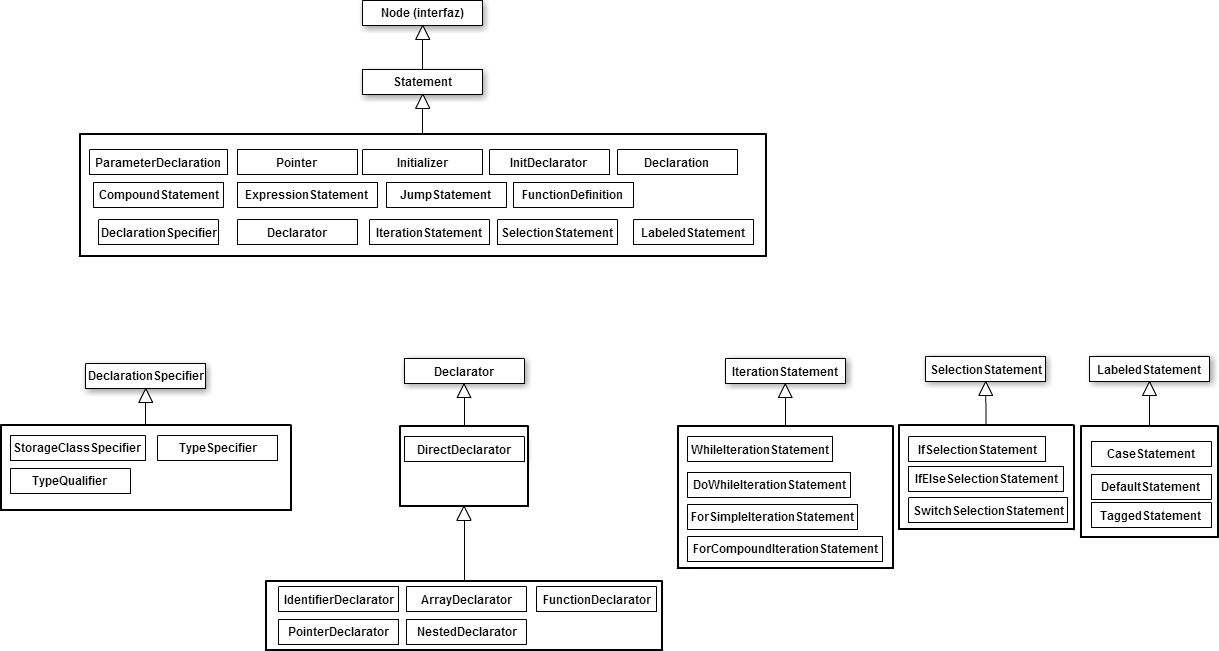 Node (interfaz)
Statement
ParameterDeclaration
Pointer
Initializer
InitDeclarator
Declaration
CompoundStatement
ExpressionStatement
JumpStatement
FunctionDefinition
DeclarationSpecifier
Declarator
IterationStatement
SelectionStatement
LabeledStatement
DeclarationSpecifier
StorageClassSpecifier
TypeSpecifier
TypeQualifier
Declarator
DirectDeclarator
IdentifierDeclarator
ArrayDeclarator
FunctionDeclarator
PointerDeclarator
NestedDeclarator
IterationStatement
WhileIterationStatement
DoWhileIterationStatement
ForSimpleIterationStatement
ForCompoundIterationStatement
SelectionStatement
IfSelectionStatement
IfElseSelectionStatement
SwitchSelectionStatement
LabeledStatement
CaseStatement
DefaultStatement
TaggedStatement